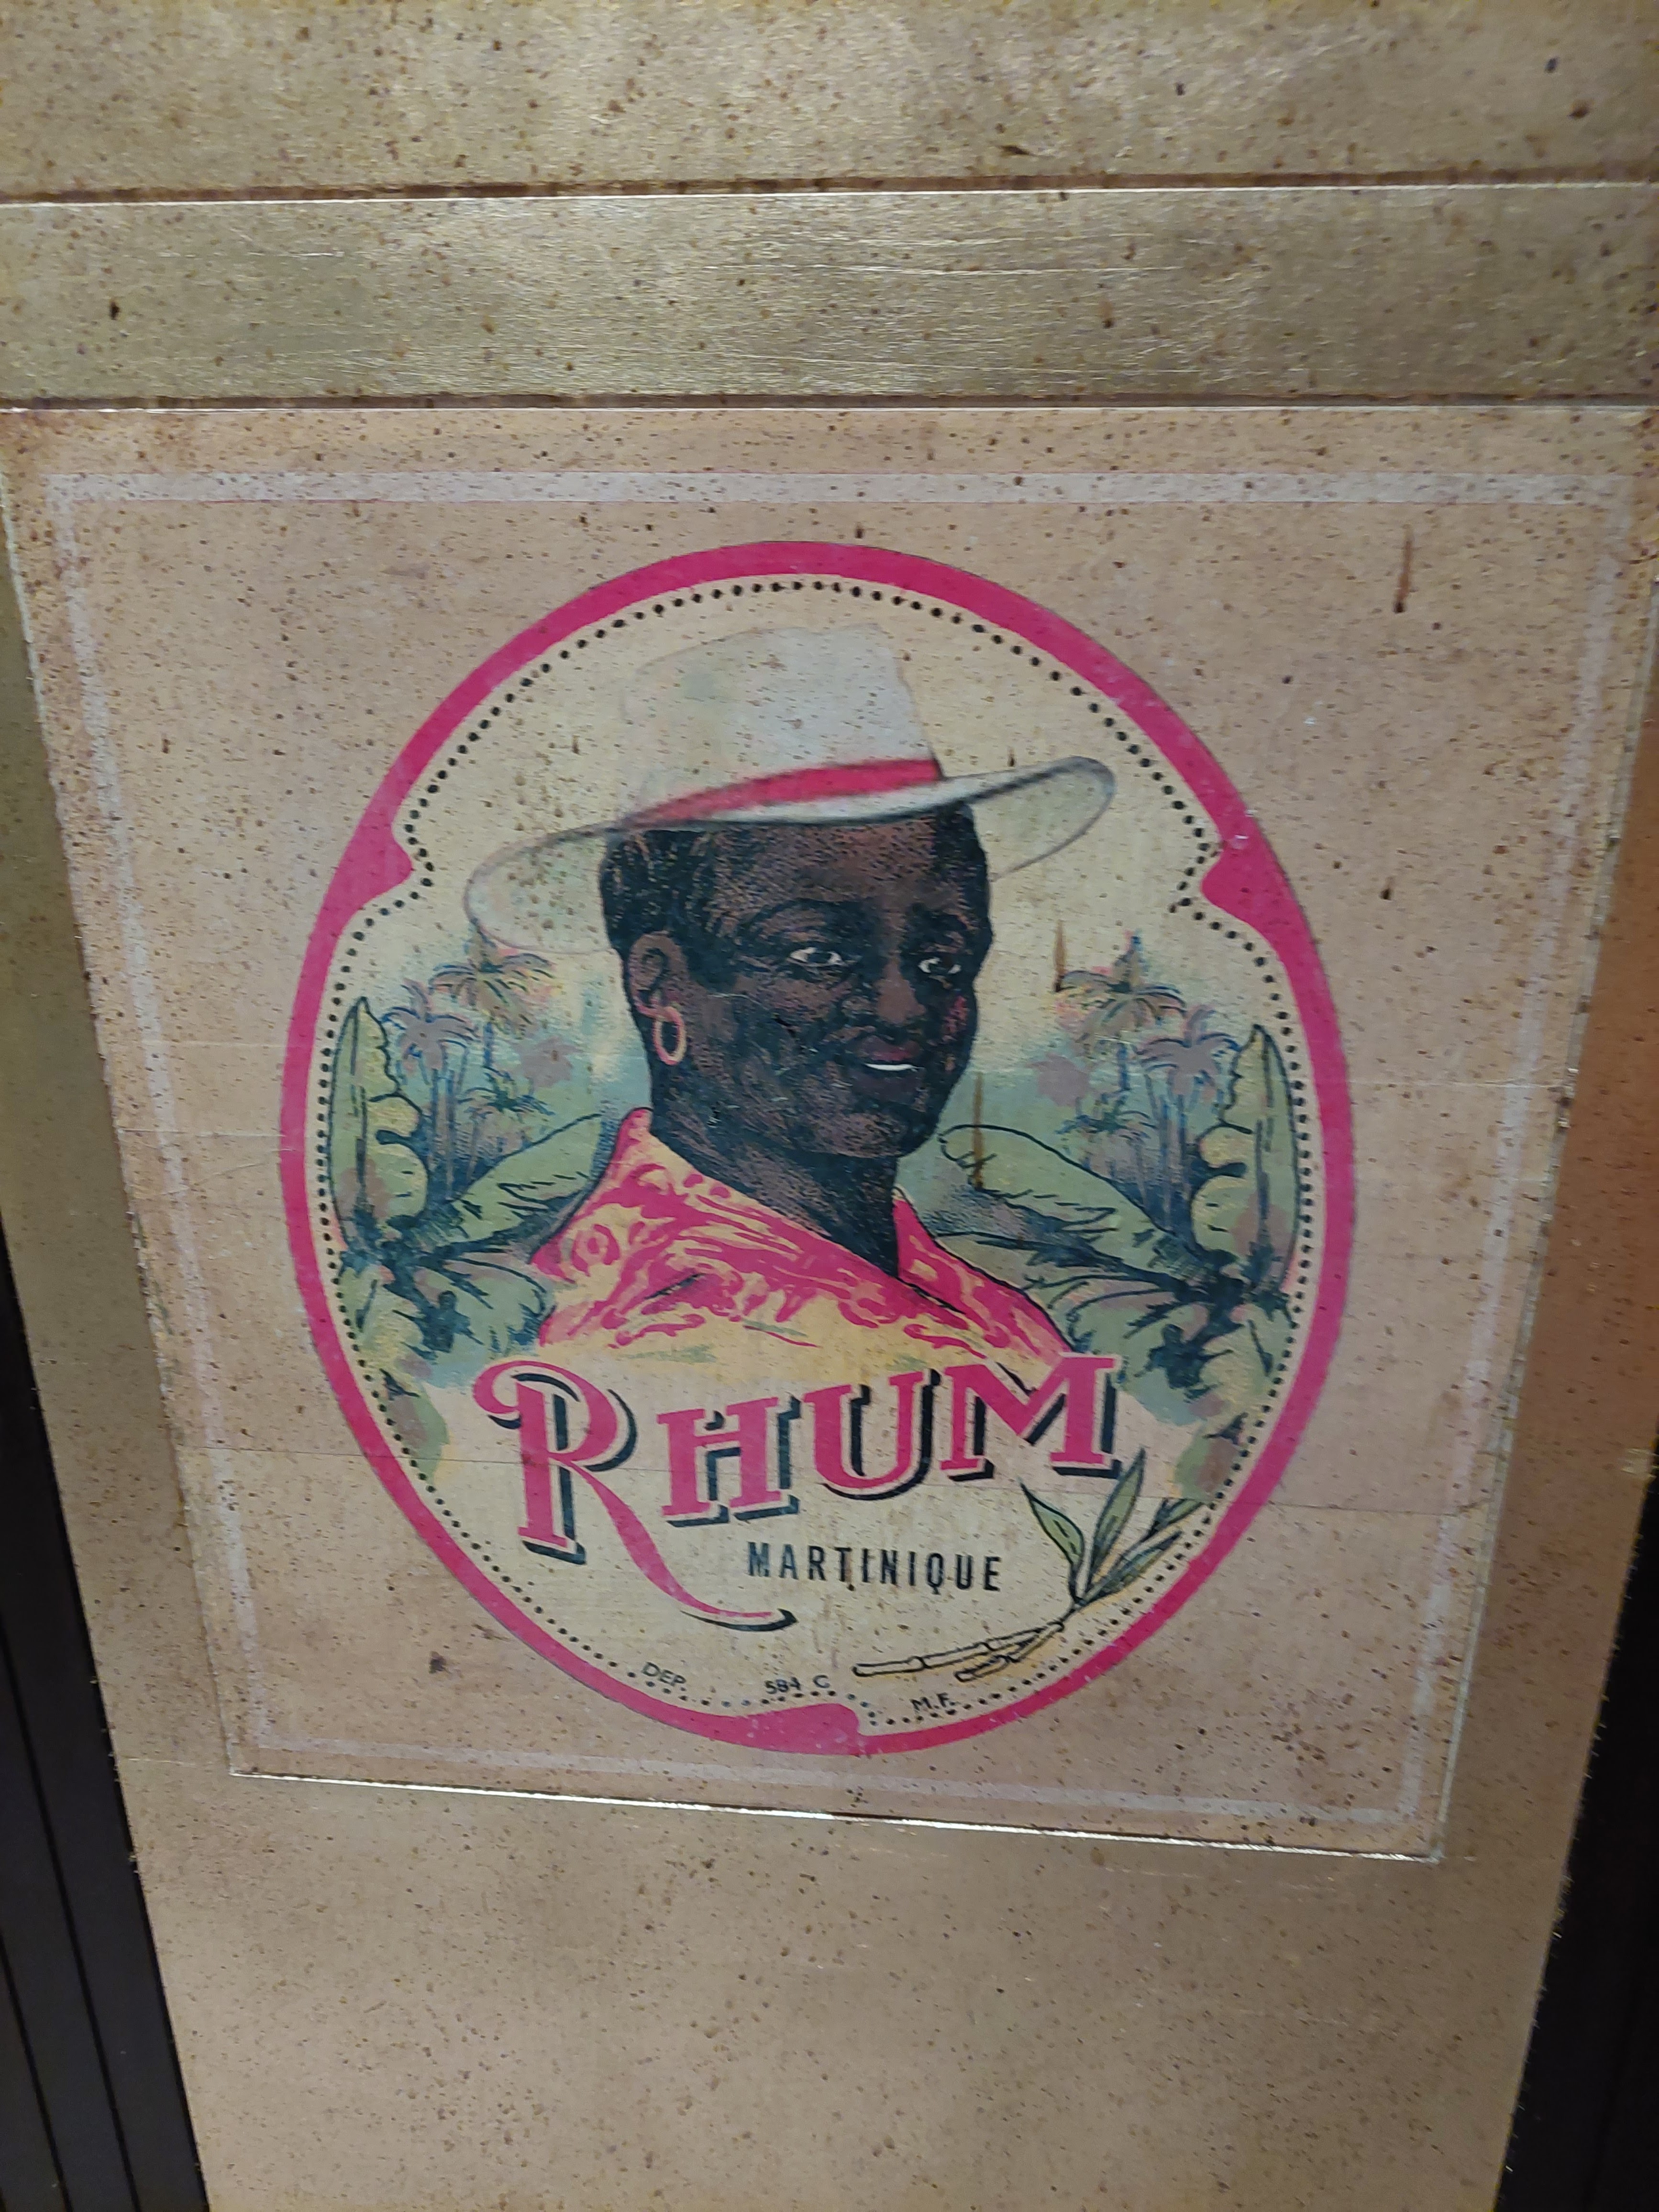 RHUM
MARTINIQUE
DEP. 584 C M.F.